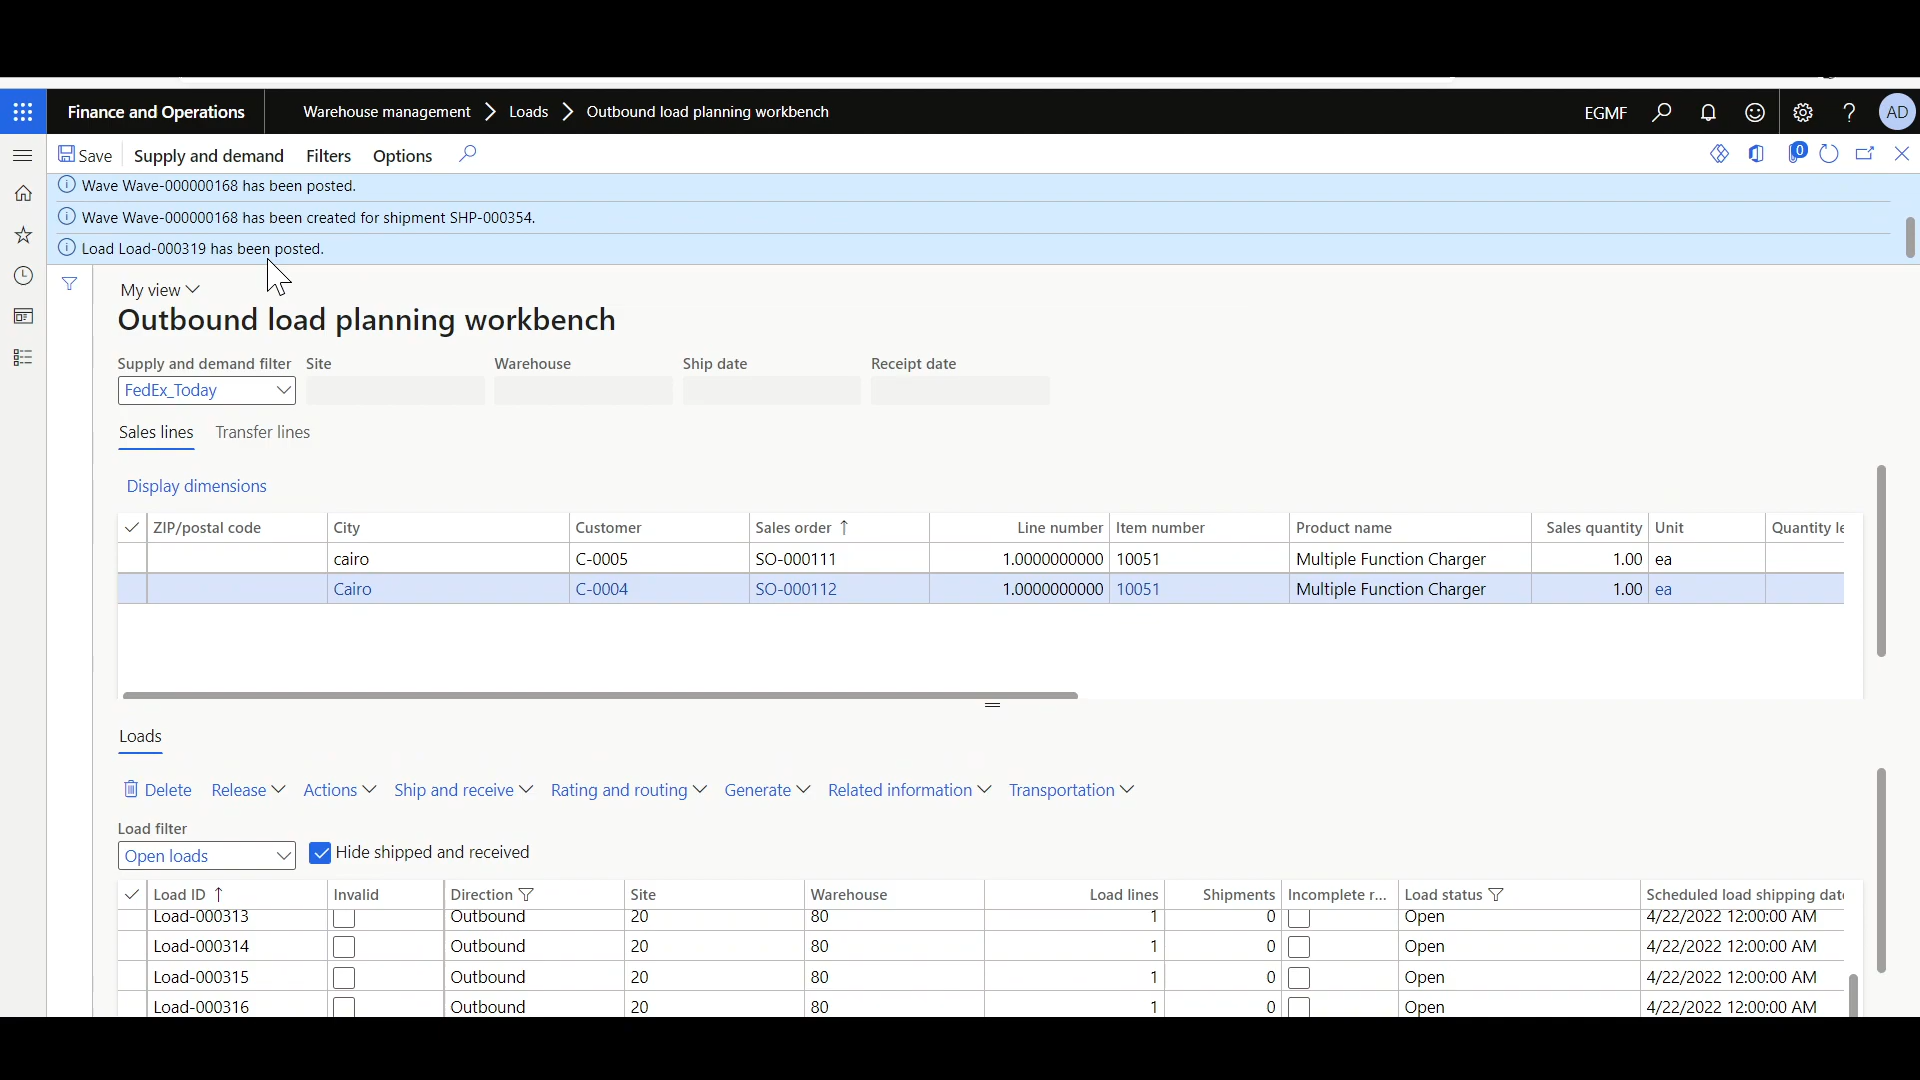 Finance and Operations Warehouse management Loads Outbound load planning workbench EGMF ? AD
Save Supply and demand Filters Options 0
Wave Wave-000000168 has been posted.
Wave Wave-000000168 has been created for shipment SHP-000354.
Load Load-000319 has been posted.
My view
Outbound load planning workbench
Supply and demand filter Site Warehouse Ship date Receipt date
FedEx_Today
Sales lines Transfer lines
Display dimensions
ZIP/postal code City Customer Sales order ↑ Line number Item number Product name Sales quantity Unit Quantity le
cairo C-0005 SO-000111 1.0000000000 10051 Multiple Function Charger 1.00 ea
Cairo C-0004 SO-000112 1.0000000000 10051 Multiple Function Charger 1.00 ea
Loads
Delete Release Actions Ship and receive Rating and routing Generate Related information Transportation
Load filter
Open loads Hide shipped and received
Load ID ↑ Invalid Direction Site Warehouse Load lines Shipments Incomplete r... Load status Scheduled load shipping dat
Load-000313 Outbound 20 80 1 0 Open 4/22/2022 12:00:00 AM
Load-000314 Outbound 20 80 1 0 Open 4/22/2022 12:00:00 AM
Load-000315 Outbound 20 80 1 0 Open 4/22/2022 12:00:00 AM
Load-000316 Outbound 20 80 1 0 Open 4/22/2022 12:00:00 AM